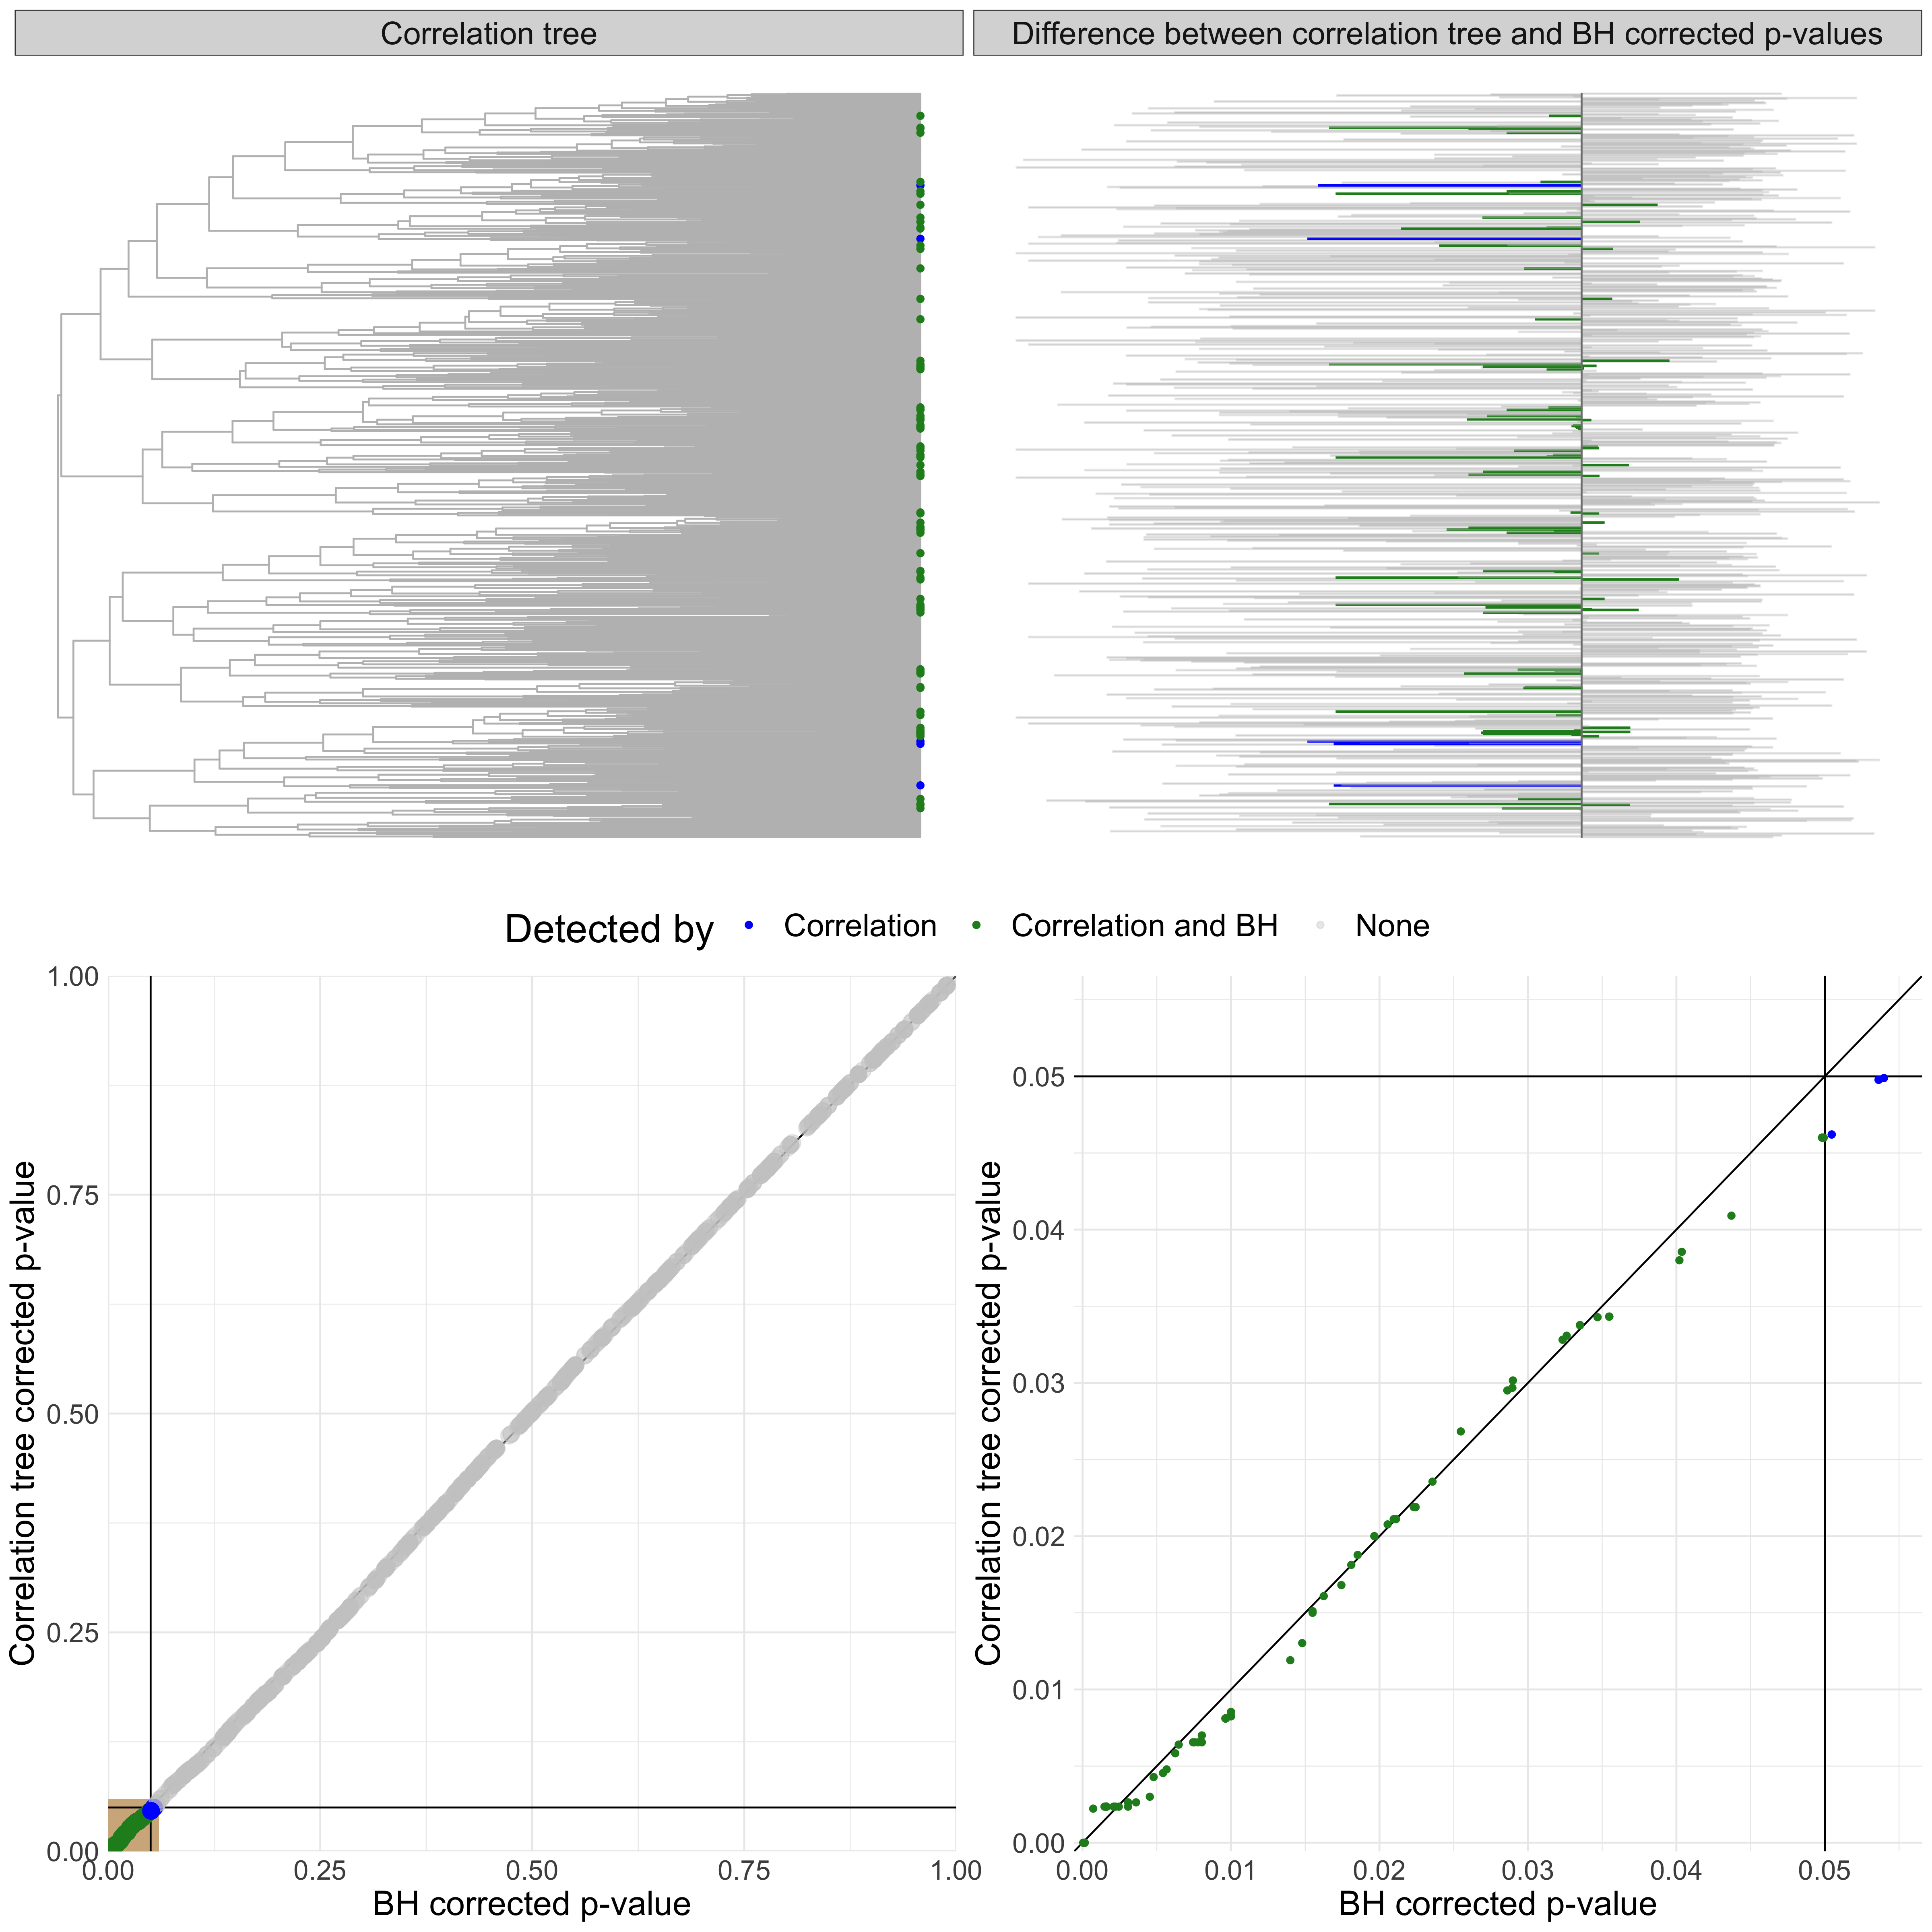 Correlation tree
Difference between correlation tree and BH corrected p-values
Detected by Correlation Correlation and BH None
Correlation tree corrected p-value
1.00
0.75
0.50
0.25
0.00
0.00 0.25 0.50 0.75 1.00
BH corrected p-value
Correlation tree corrected p-value
0.05
0.04
0.03
0.02
0.01
0.00
0.00 0.01 0.02 0.03 0.04 0.05
BH corrected p-value